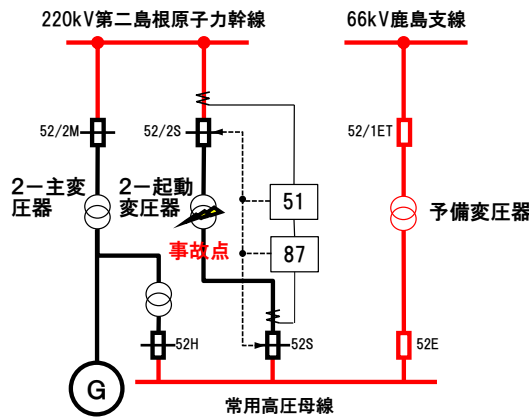 220kV第二島根原子力幹線
66kV鹿島支線
52/2M
52/2S
52/1ET
2－主変
圧器
2－起動
変圧器
51
予備変圧器
事故点
87
52H
52S
52E
G
常用高圧母線